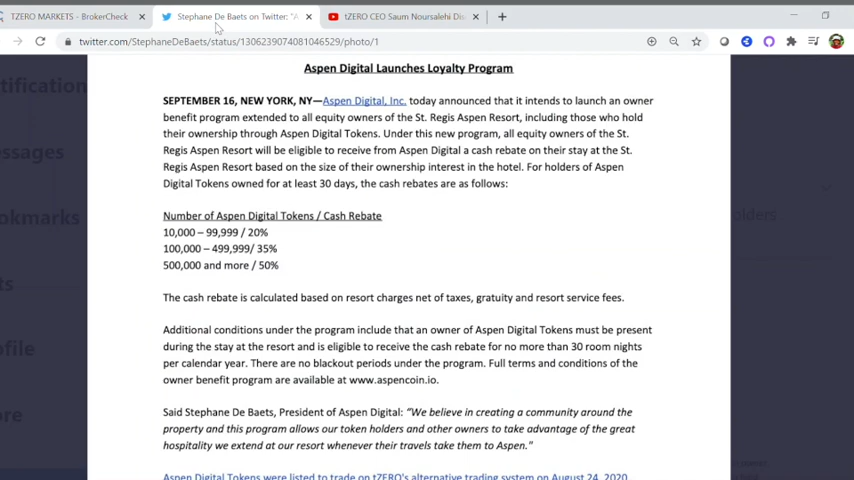 TZERO MARKETS - BrokerCheck
Stephane De Baets on Twitter: "A
tZERO CEO Saum Noursalehi Dis
twitter.com/StephaneDeBaets/status/1306239074081046529/photo/1
Aspen Digital Launches Loyalty Program
SEPTEMBER 16, NEW YORK, NY—Aspen Digital, Inc. today announced that it intends to launch an owner
benefit program extended to all equity owners of the St. Regis Aspen Resort, including those who hold
their ownership through Aspen Digital Tokens. Under this new program, all equity owners of the St.
Regis Aspen Resort will be eligible to receive from Aspen Digital a cash rebate on their stay at the St.
Regis Aspen Resort based on the size of their ownership interest in the hotel. For holders of Aspen
Digital Tokens owned for at least 30 days, the cash rebates are as follows:
Number of Aspen Digital Tokens / Cash Rebate
10,000 – 99,999 / 20%
100,000 – 499,999/ 35%
500,000 and more / 50%
The cash rebate is calculated based on resort charges net of taxes, gratuity and resort service fees.
Additional conditions under the program include that an owner of Aspen Digital Tokens must be present
during the stay at the resort and is eligible to receive the cash rebate for no more than 30 room nights
per calendar year. There are no blackout periods under the program. Full terms and conditions of the
owner benefit program are available at www.aspencoin.io.
Said Stephane De Baets, President of Aspen Digital: “We believe in creating a community around the
property and this program allows our token holders and other owners to take advantage of the great
hospitality we extend at our resort whenever their travels take them to Aspen."
Aspen Digital Tokens were listed to trade on tZERO's alternative trading system on August 24, 2020
tification
essages
okmarks
ts
ofile
ore
olders